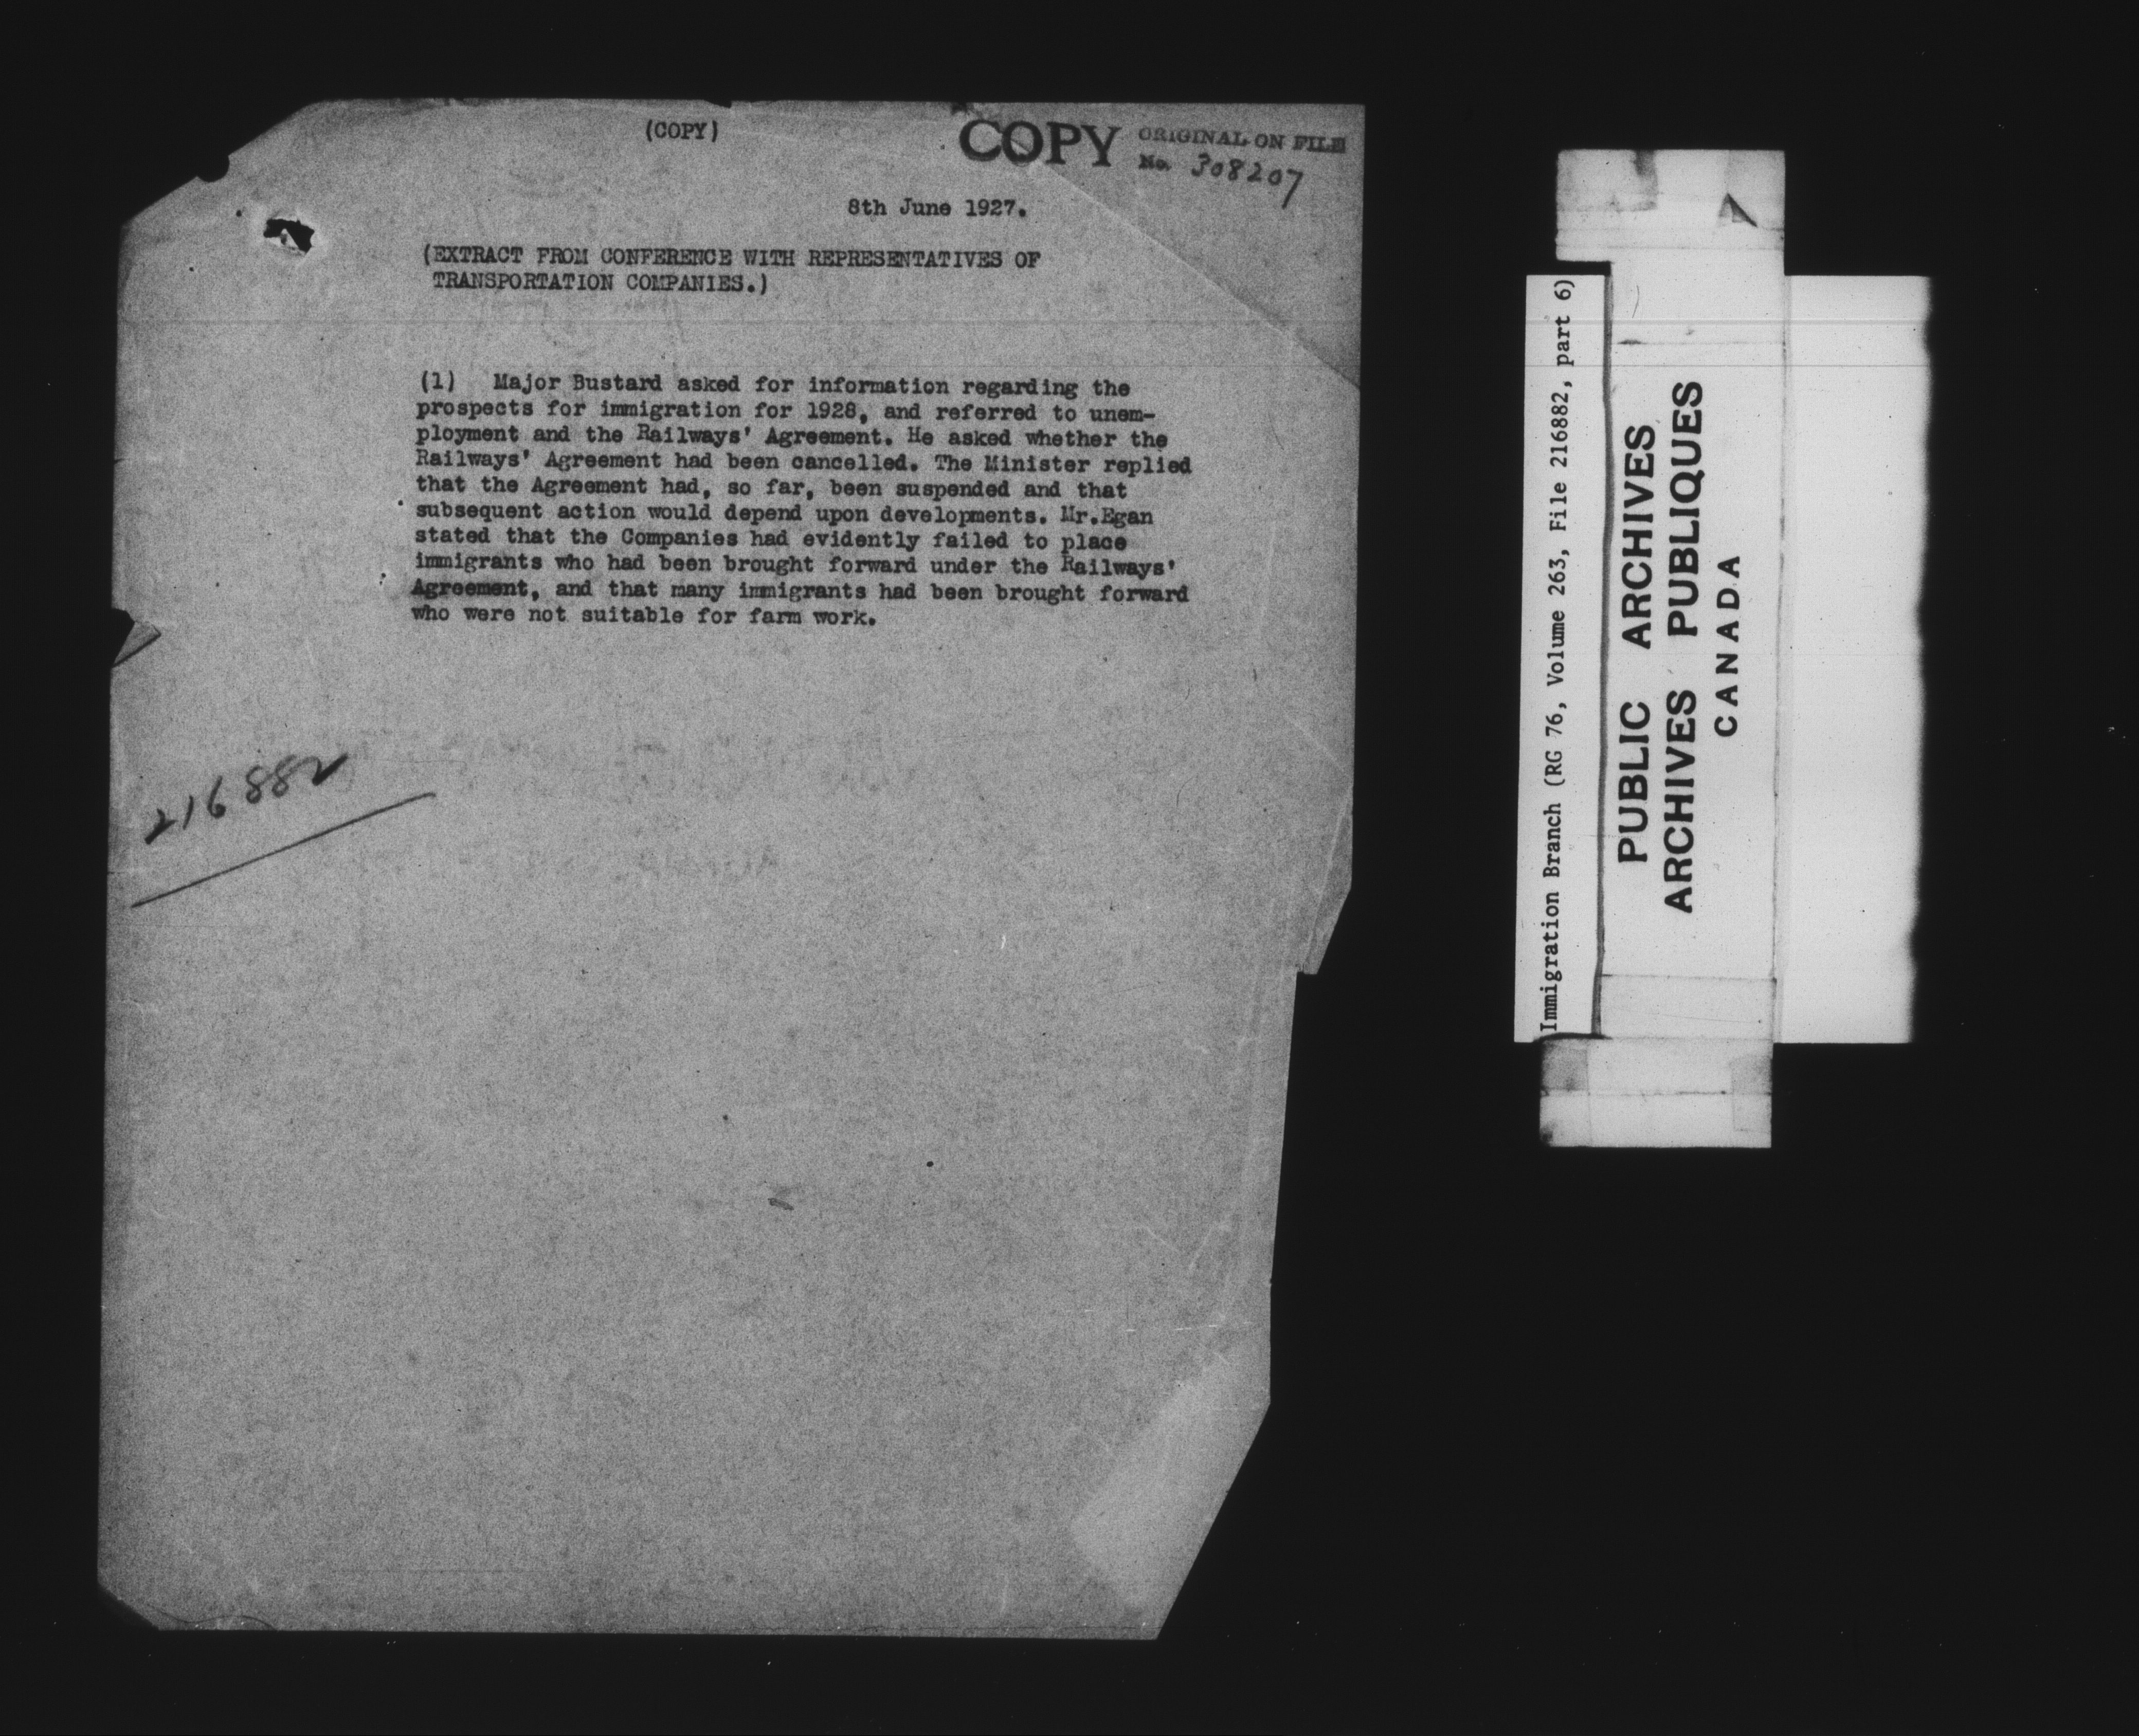 (COPY)
COPY ORIGINAL ON FILE
No. 308207
8th June 1927.
(EXTRACT FROM CONFERENCE WITH REPRESENTATIVES OF
TRANSPORTATION COMPANIES.)
(1) Major Bustard asked for information regarding the
prospects for immigration for 1928, and referred to unem-
ployment and the Railways' Agreement. He asked whether the
Railways' Agreement had been cancelled. The Minister replied
that the Agreement had, so far, been suspended and that
subsequent action would depend upon developments. Mr.Egan
stated that the Companies had evidently failed to place
immigrants who had been brought forward under the Railways'
Agreement, and that many immigrants had been brought forward
who were not suitable for farm work.
216882
Immigration Branch (RG 76, Volume 263, File 216882, part 6)
PUBLIC ARCHIVES
ARCHIVES PUBLIQUES
CANADA